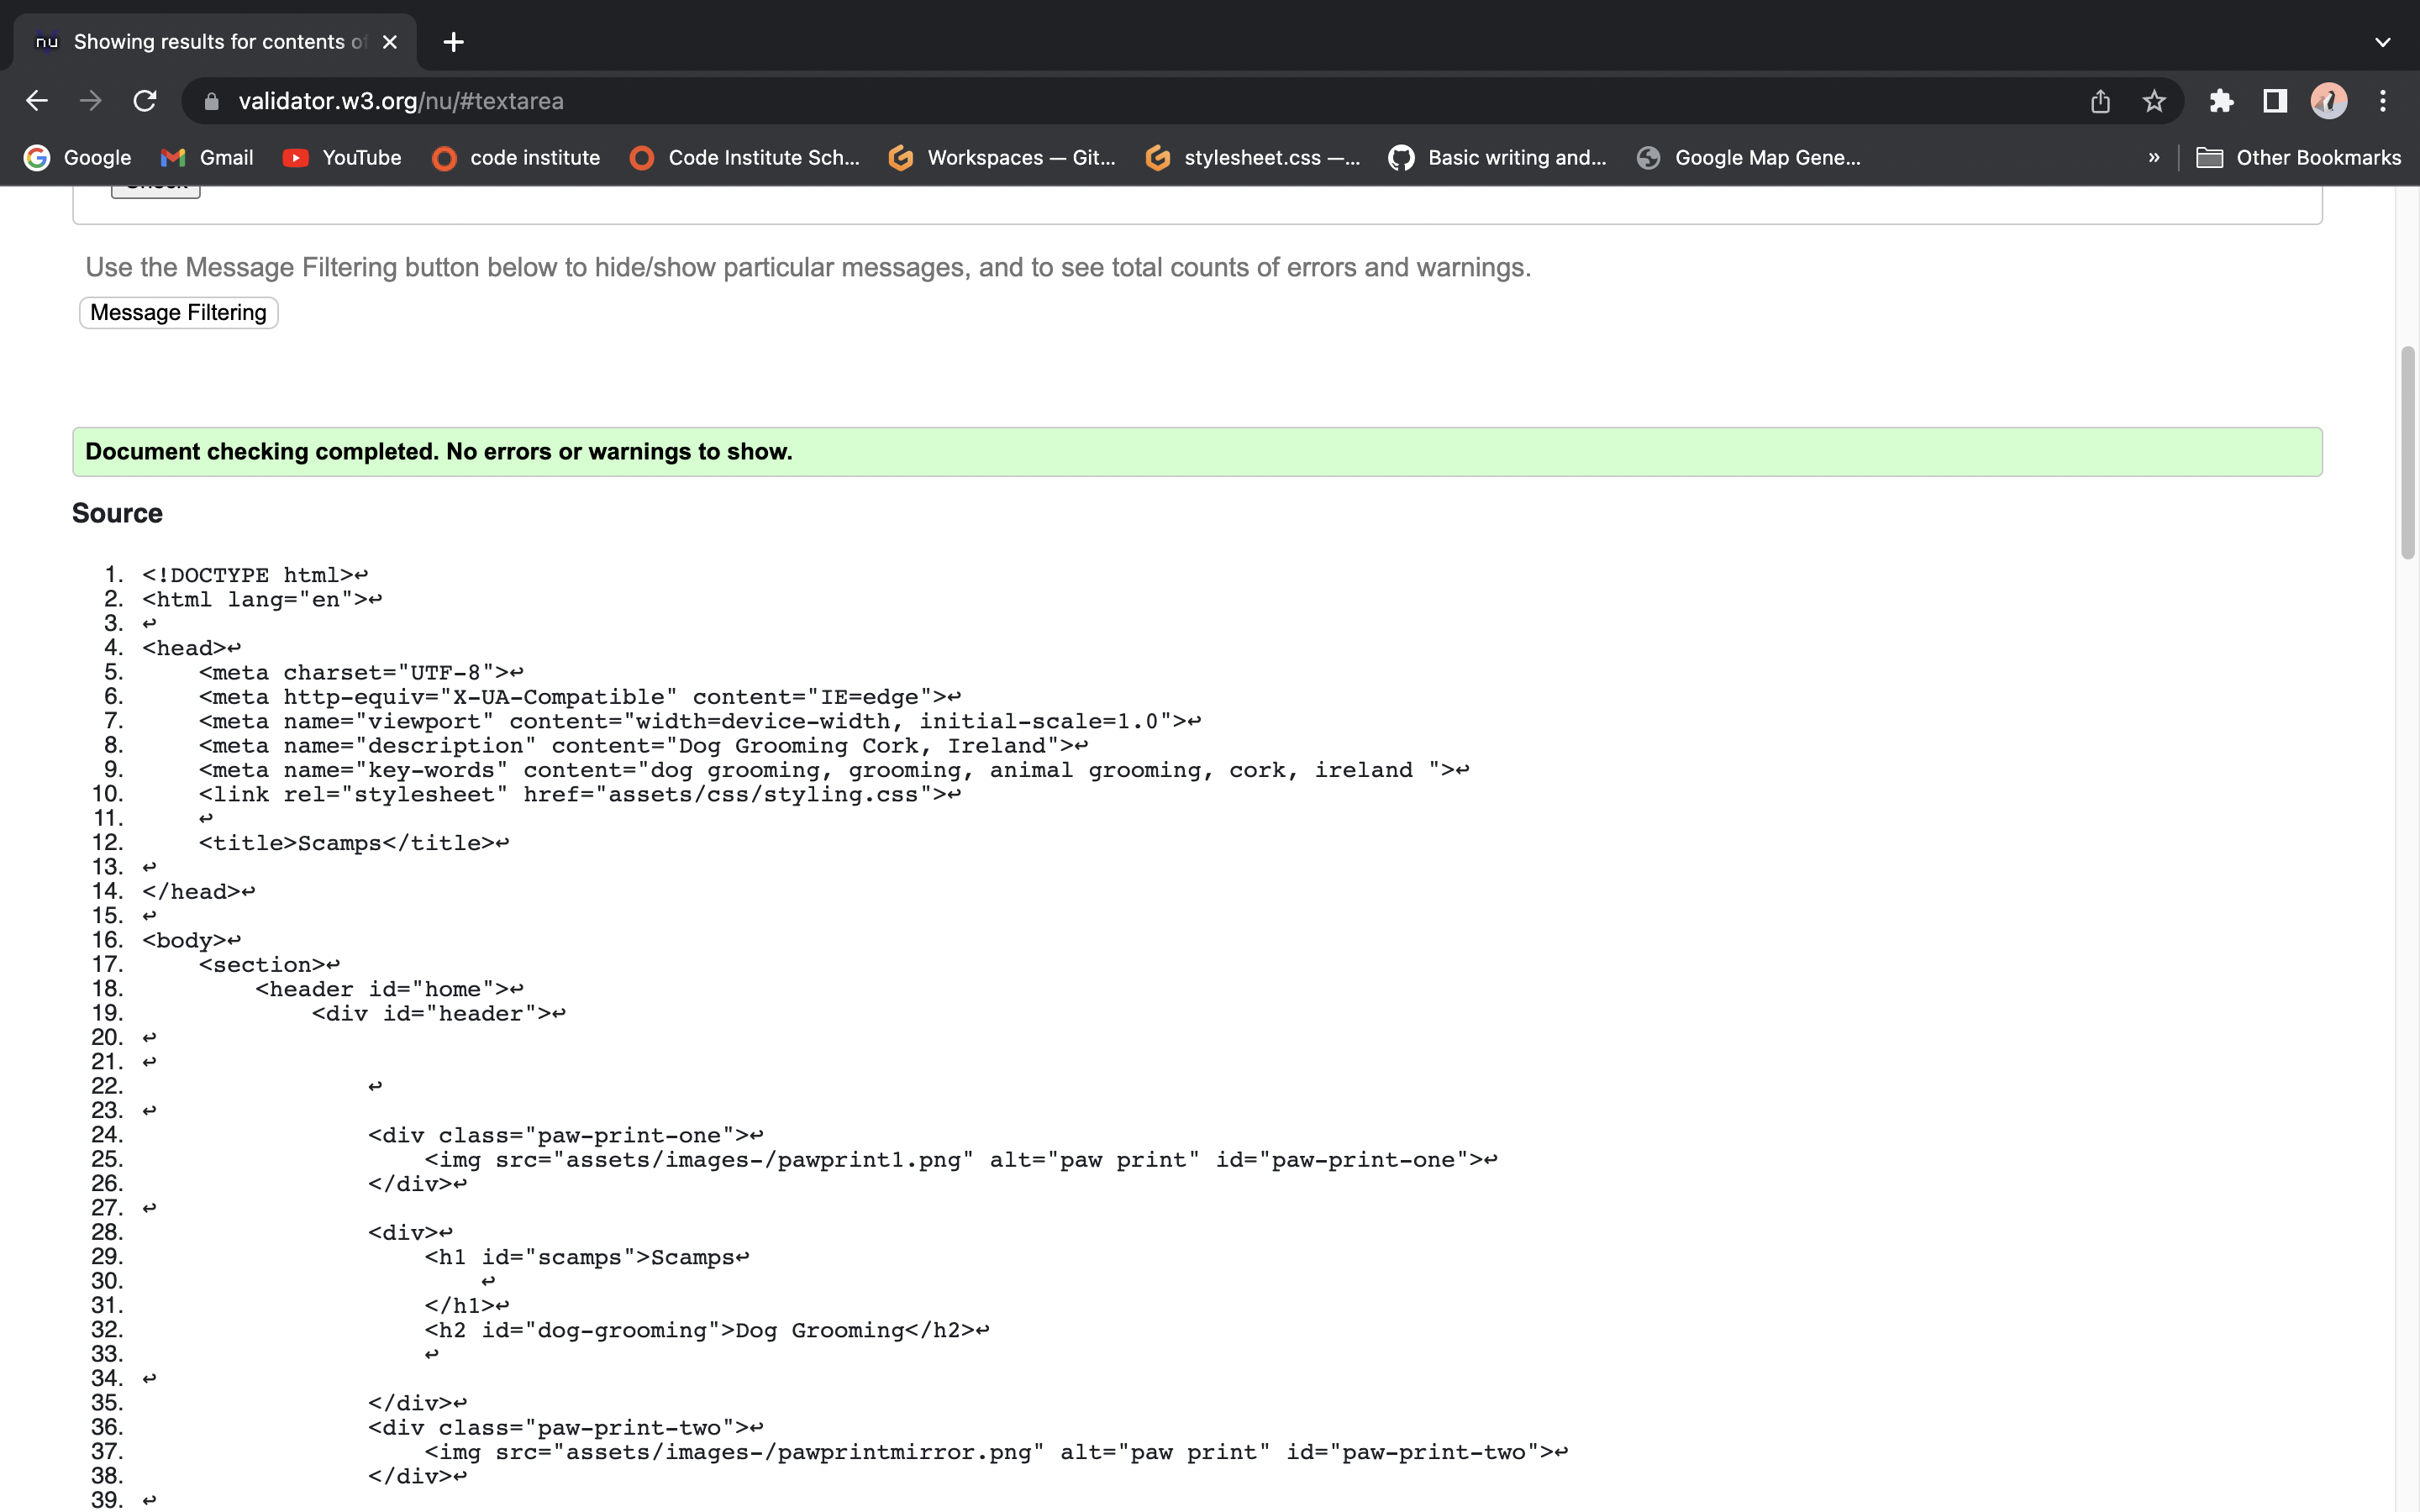 nu Showing results for contents of
validator.w3.org/nu/#textarea
Google Gmail YouTube code institute Code Institute Sch... Workspaces — Git... stylesheet.css —... Basic writing and... Google Map Gene... » Other Bookmarks
Check
Use the Message Filtering button below to hide/show particular messages, and to see total counts of errors and warnings.
Message Filtering
Document checking completed. No errors or warnings to show.
Source
1. <!DOCTYPE html>↩
2. <html lang="en">↩
3. ↩
4. <head>↩
5.     <meta charset="UTF-8">↩
6.     <meta http-equiv="X-UA-Compatible" content="IE=edge">↩
7.     <meta name="viewport" content="width=device-width, initial-scale=1.0">↩
8.     <meta name="description" content="Dog Grooming Cork, Ireland">↩
9.     <meta name="key-words" content="dog grooming, grooming, animal grooming, cork, ireland ">↩
10.     <link rel="stylesheet" href="assets/css/styling.css">↩
11.     ↩
12.     <title>Scamps</title>↩
13. ↩
14. </head>↩
15. ↩
16. <body>↩
17.     <section>↩
18.         <header id="home">↩
19.             <div id="header">↩
20. ↩
21. ↩
22.                 ↩
23. ↩
24.                 <div class="paw-print-one">↩
25.                     <img src="assets/images-/pawprint1.png" alt="paw print" id="paw-print-one">↩
26.                 </div>↩
27. ↩
28.                 <div>↩
29.                     <h1 id="scamps">Scamps↩
30.                         ↩
31.                     </h1>↩
32.                     <h2 id="dog-grooming">Dog Grooming</h2>↩
33.                     ↩
34. ↩
35.                 </div>↩
36.                 <div class="paw-print-two">↩
37.                     <img src="assets/images-/pawprintmirror.png" alt="paw print" id="paw-print-two">↩
38.                 </div>↩
39. ↩